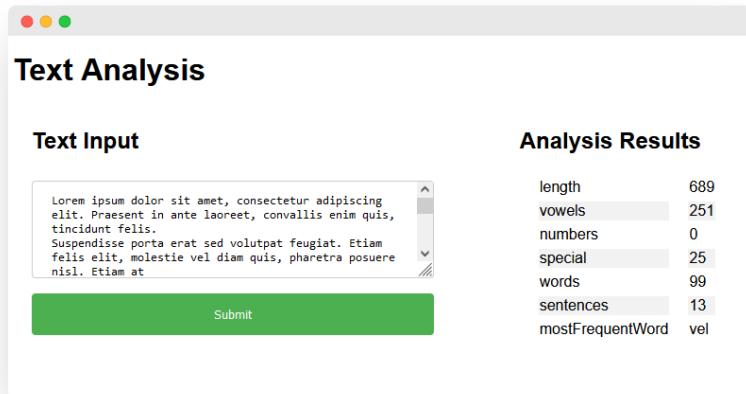 Text Analysis
Text Input
Lorem ipsum dolor sit amet, consectetur adipiscing
elit. Praesent in ante laoreet, convallis enim quis,
tincidunt felis.
Suspendisse porta erat sed volutpat feugiat. Etiam
felis elit, molestie vel diam quis, pharetra posuere
nisl. Etiam at
Submit
Analysis Results
length 689
vowels 251
numbers 0
special 25
words 99
sentences 13
mostFrequentWord vel